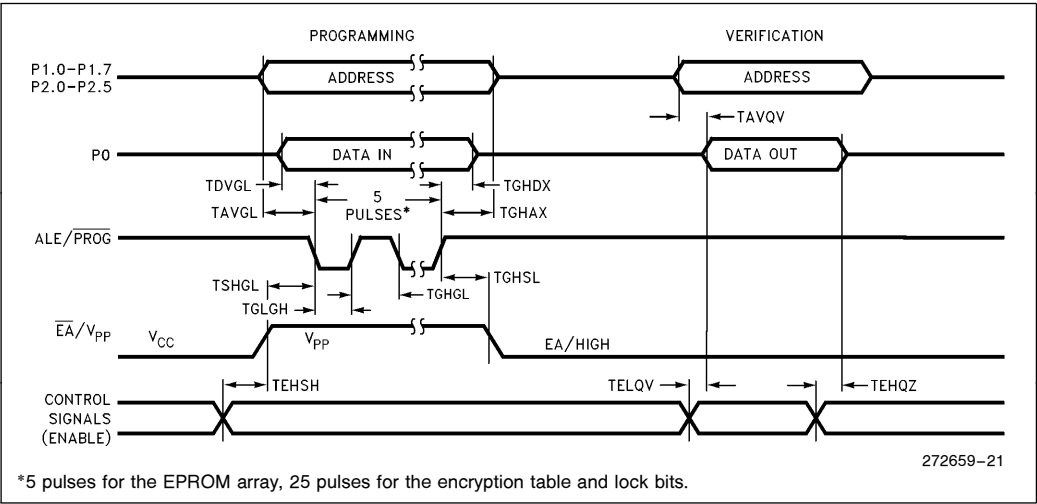 PROGRAMMING
VERIFICATION
P1.0–P1.7
P2.0–P2.5
ADDRESS
ADDRESS
TAVQV
P0
DATA IN
DATA OUT
TDVGL
5
PULSES*
TGHDX
TAVGL
TGHAX
ALE/PROG
TSHGL
TGHGL
TGHSL
TGLGH
EA/VPP
VCC
VPP
EA/HIGH
TEHSH
TELQV
TEHQZ
CONTROL
SIGNALS
(ENABLE)
272659–21
*5 pulses for the EPROM array, 25 pulses for the encryption table and lock bits.